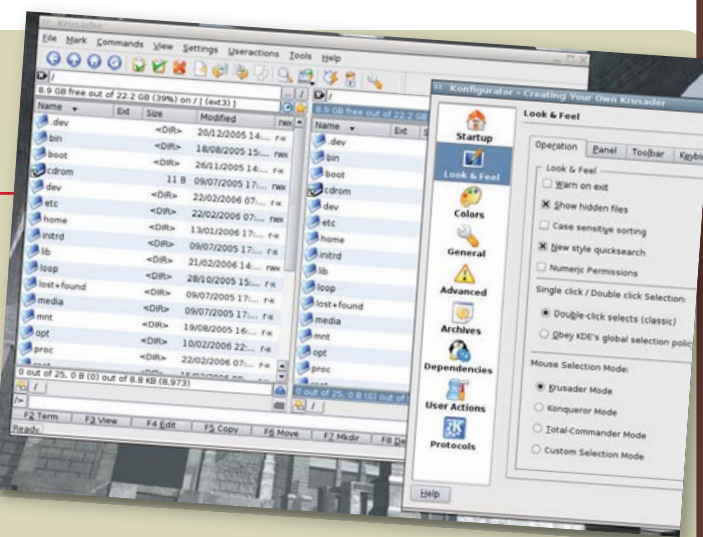 Krusader
File Mark Commands View Settings Useractions Tools Help
/
8.9 GB free out of 22.2 GB (39%) on / [ (ext3) ]
Name Ext Size Modified rwx
.dev <DIR> 20/12/2005 14:... r-x
bin <DIR> 18/08/2005 15:... rwx
boot <DIR> 26/11/2005 14:... r-x
cdrom 11 B 09/07/2005 17:... rwx
dev <DIR> 22/02/2006 07:... r-x
etc <DIR> 22/02/2006 07:... rwx
home <DIR> 13/01/2006 17:... r-x
initrd <DIR> 09/07/2005 17:... r-x
lib <DIR> 21/02/2006 14:... rwx
loop <DIR> 28/10/2005 15:... r-x
lost+found <DIR> 09/07/2005 17:... r-x
media <DIR> 09/07/2005 17:... r-x
mnt <DIR> 19/08/2005 16:... r-x
opt <DIR> 10/02/2006 22:... r-x
proc <DIR> 22/02/2006 07:... r-x
0 out of 25, 0 B (0) out of 8.8 KB (8,973)
/
/>
F2 Term F3 View F4 Edit F5 Copy F6 Move F7 Mkdir F8 De
Ready.
/
8.9 GB free out of 22.2 GB
Name Ext S
.dev
bin
boot
cdrom
dev
etc
home
initrd
lib
loop
lost+found
media
mnt
opt
proc
0 out of 25, 0 B (0) out of
/
Konfigurator - Creating Your Own Krusader
Startup
Look & Feel
Colors
General
Advanced
Archives
Dependencies
User Actions
Protocols
Look & Feel
Operation Panel Toolbar Keybin
Look & Feel
Warn on exit
Show hidden files
Case sensitive sorting
New style quicksearch
Numeric Permissions
Single click / Double click Selection:
Double-click selects (classic)
Obey KDE's global selection policy
Mouse Selection Mode:
Krusader Mode
Konqueror Mode
Total-Commander Mode
Custom Selection Mode
Help